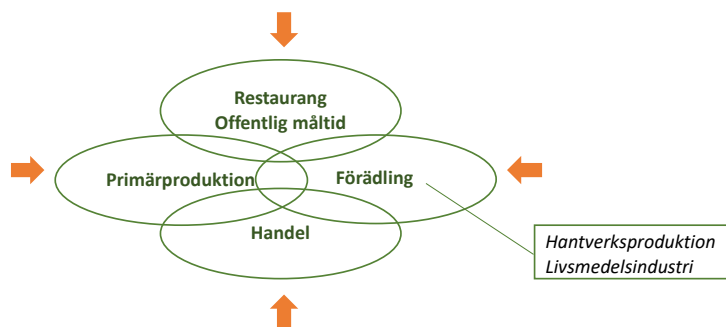 Restaurang
Offentlig måltid
Primärproduktion
Förädling
Handel
Hantverksproduktion
Livsmedelsindustri